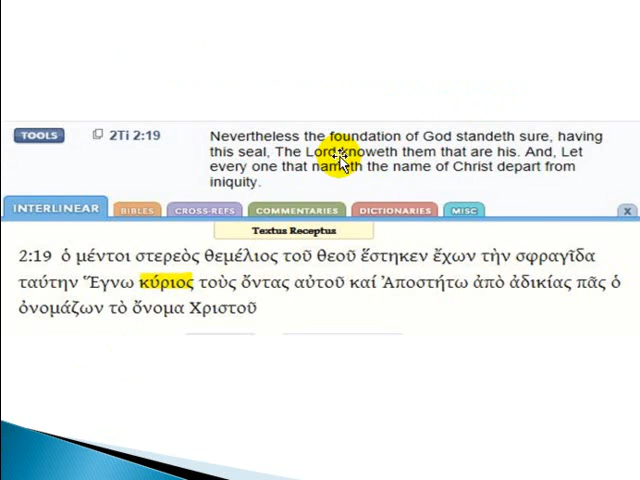 TOOLS 2Ti 2:19 Nevertheless the foundation of God standeth sure, having
this seal, The Lord knoweth them that are his. And, Let
every one that nameth the name of Christ depart from
iniquity.
INTERLINEAR BIBLES CROSS-REFS COMMENTARIES DICTIONARIES MISC X
Textus Receptus
2:19 ὁ μέντοι στερεὸς θεμέλιος τοῦ θεοῦ ἕστηκεν ἔχων τὴν σφραγῖδα
ταύτην Ἔγνω κύριος τοὺς ὄντας αὐτοῦ καί Ἀποστήτω ἀπὸ ἀδικίας πᾶς ὁ
ὀνομάζων τὸ ὄνομα Χριστοῦ